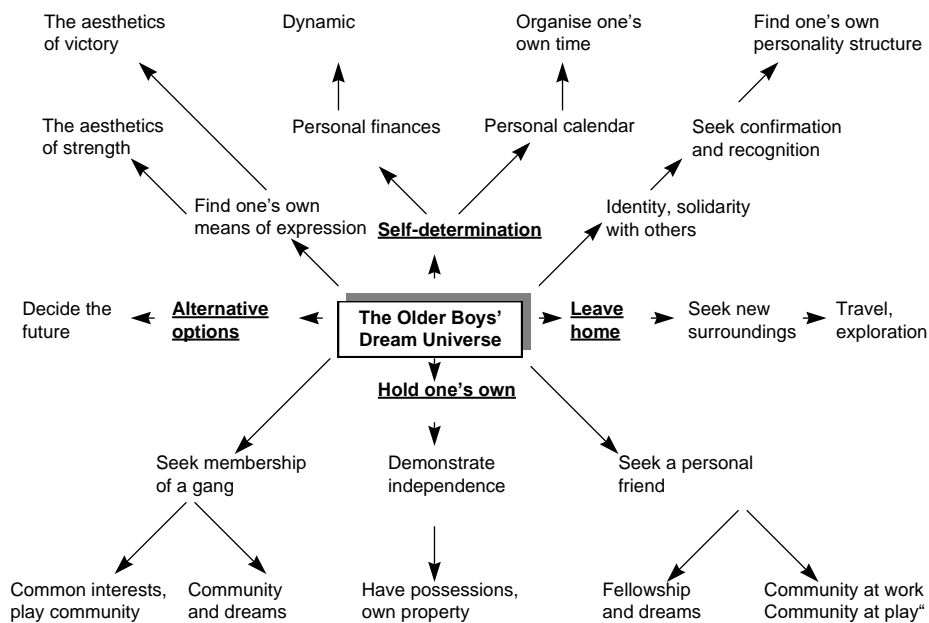 The aesthetics
of victory
Dynamic
Organise one's
own time
Find one's own
personality structure
The aesthetics
of strength
Personal finances
Personal calendar
Seek confirmation
and recognition
Find one's own
means of expression
Self-determination
Identity, solidarity
with others
Decide the
future
Alternative
options
The Older Boys'
Dream Universe
Leave
home
Seek new
surroundings
Travel,
exploration
Hold one's own
Seek membership
of a gang
Demonstrate
independence
Seek a personal
friend
Common interests,
play community
Community
and dreams
Have possessions,
own property
Fellowship
and dreams
Community at work
Community at play“